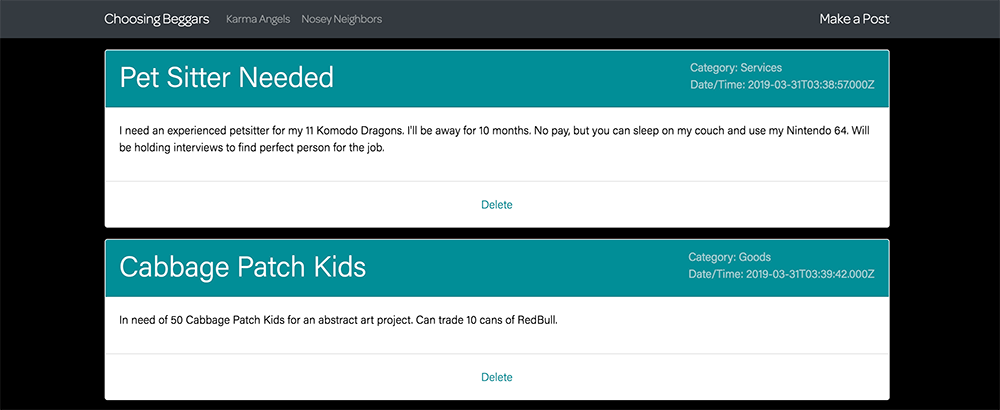 Choosing Beggars Karma Angels Nosey Neighbors Make a Post
Pet Sitter Needed
Category: Services
Date/Time: 2019-03-31T03:38:57.000Z
I need an experienced petsitter for my 11 Komodo Dragons. I'll be away for 10 months. No pay, but you can sleep on my couch and use my Nintendo 64. Will
be holding interviews to find perfect person for the job.
Delete
Cabbage Patch Kids
Category: Goods
Date/Time: 2019-03-31T03:39:42.000Z
In need of 50 Cabbage Patch Kids for an abstract art project. Can trade 10 cans of RedBull.
Delete